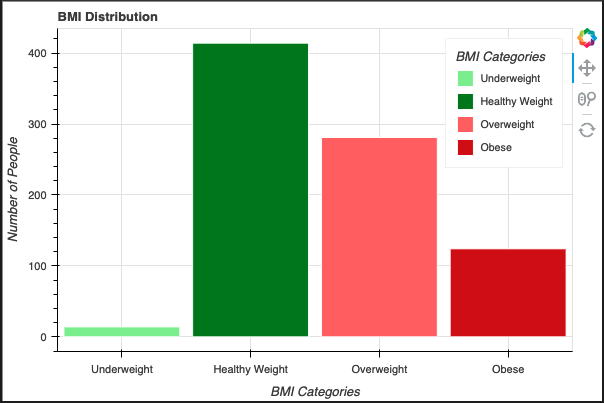 BMI Distribution
400
300
200
100
0
Number of People
BMI Categories
Underweight
Healthy Weight
Overweight
Obese
Underweight
Healthy Weight
Overweight
Obese
BMI Categories